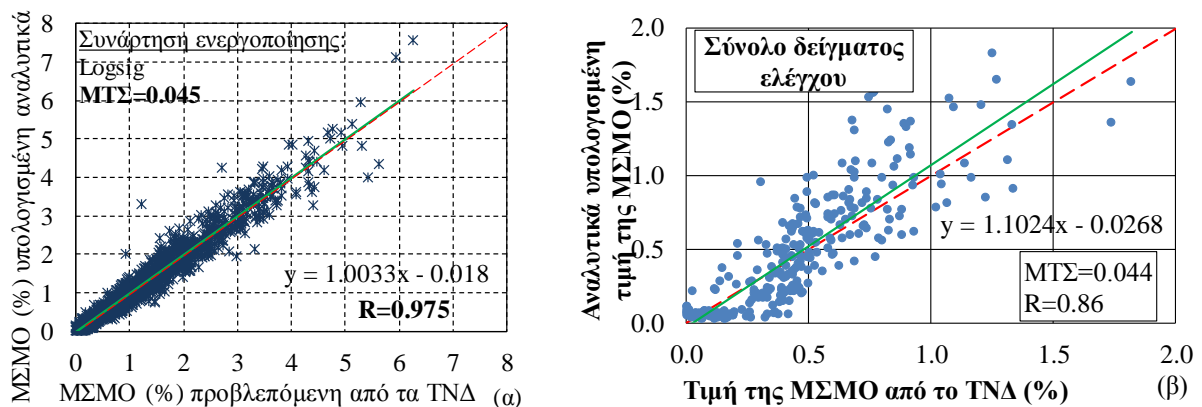 ΜΣΜΟ (%) υπολογισμένη αναλυτικά
8
7
6
5
4
3
2
1
0
Συνάρτηση ενεργοποίησης:
Logsig
ΜΤΣ=0.045
y = 1.0033x - 0.018
R=0.975
0 1 2 3 4 5 6 7 8
ΜΣΜΟ (%) προβλεπόμενη από τα ΤΝΔ (α)
Αναλυτικά υπολογισμένη
τιμή της ΜΣΜΟ (%)
2.0
1.5
1.0
0.5
0.0
Σύνολο δείγματος
ελέγχου
y = 1.1024x - 0.0268
ΜΤΣ=0.044
R=0.86
0.0 0.5 1.0 1.5 2.0
Τιμή της ΜΣΜΟ από το ΤΝΔ (%) (β)